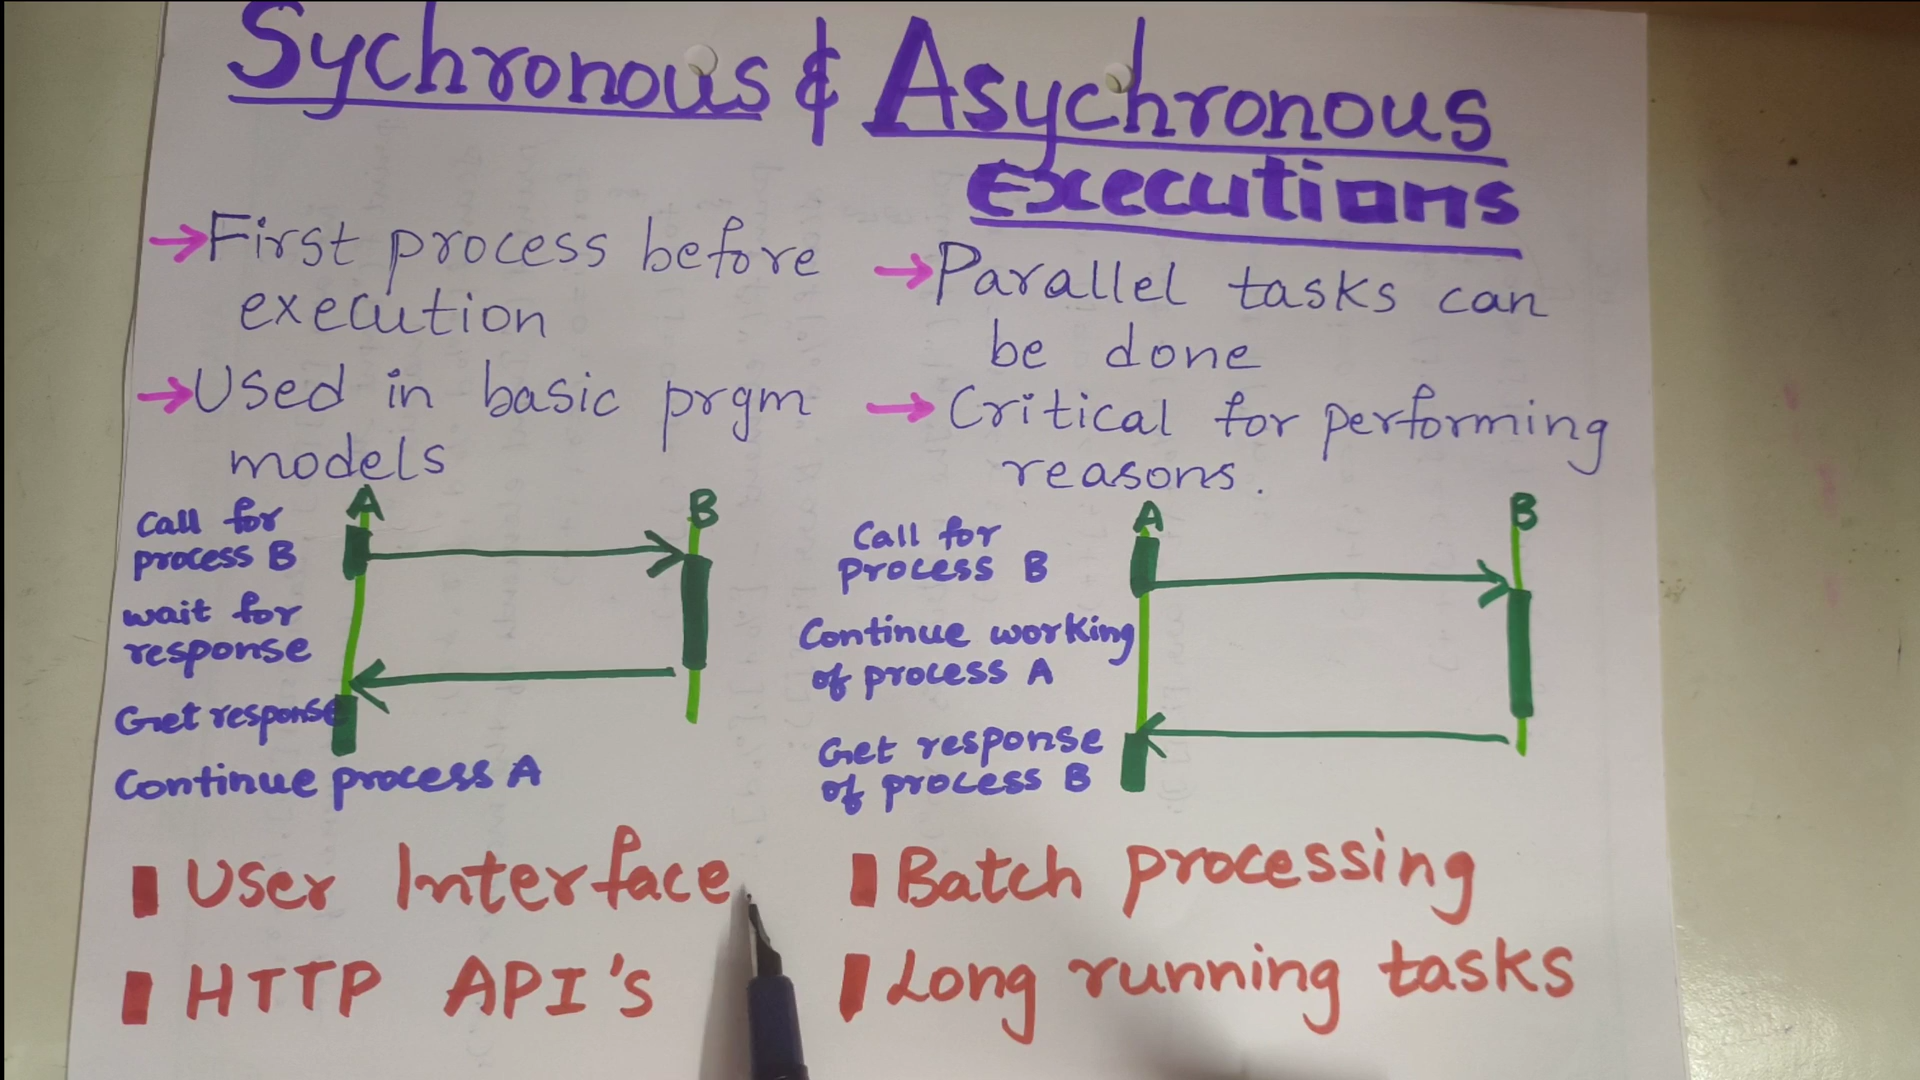 Sychronous & Asychronous
Executions
→First process before
execution
→Used in basic prgm
models
A
B
Call for
process B
wait for
response
Get response
Continue process A
User Interface
HTTP API's
→Parallel tasks can
be done
→Critical for performing
reasons.
A
B
Call for
process B
Continue working
of process A
Get response
of process B
Batch processing
Long running tasks